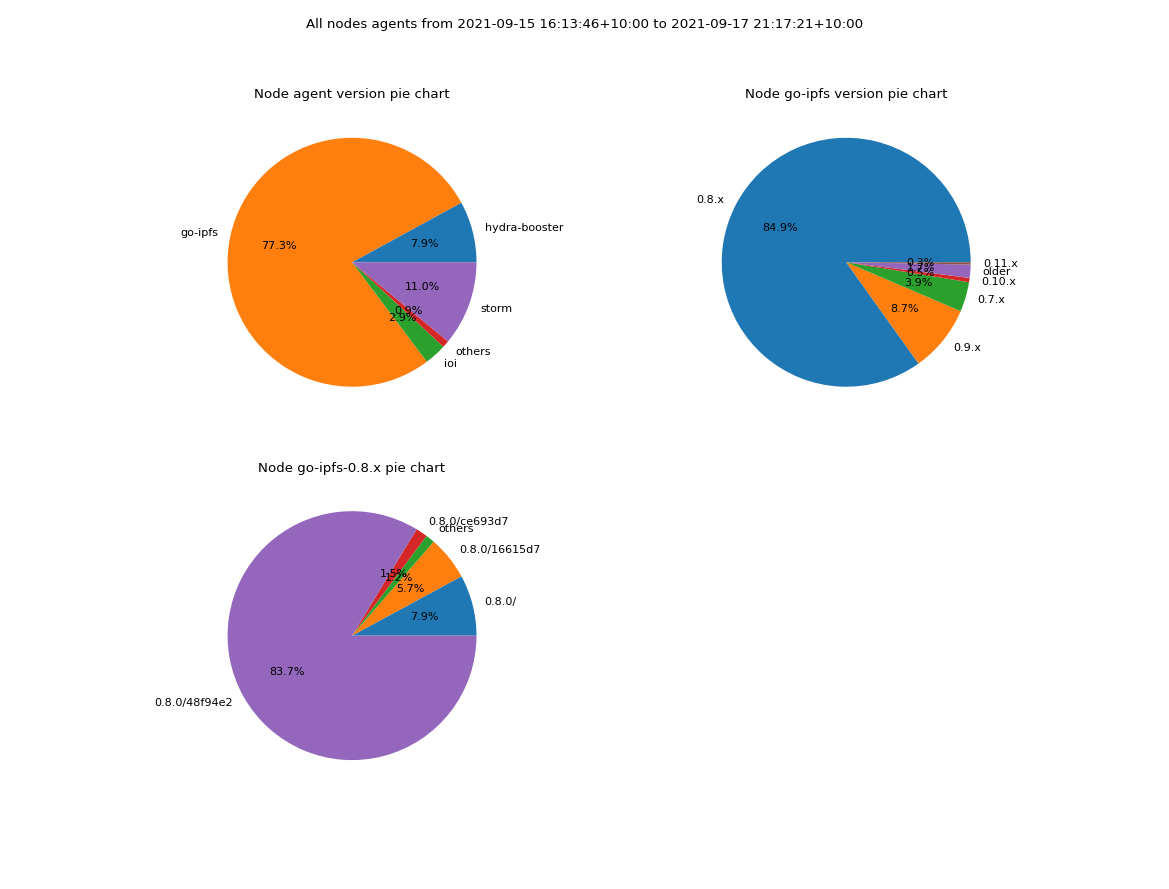 All nodes agents from 2021-09-15 16:13:46+10:00 to 2021-09-17 21:17:21+10:00
Node agent version pie chart
go-ipfs
77.3%
hydra-booster
7.9%
11.0%
storm
0.9%
2.9%
others
ioi
Node go-ipfs version pie chart
0.8.x
84.9%
0.3%
0.11.x
older
0.5%
0.10.x
3.9%
0.7.x
8.7%
0.9.x
Node go-ipfs-0.8.x pie chart
0.8.0/ce693d7
others
0.8.0/16615d7
1.5%
1.2%
5.7%
0.8.0/
7.9%
83.7%
0.8.0/48f94e2